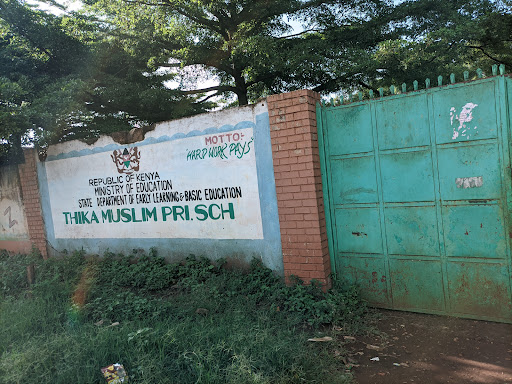 MOTTO:-
"HARD WORK PAYS"
REPUBLIC OF KENYA
MINISTRY OF EDUCATION
STATE DEPARTMENT OF EARLY LEARNING & BASIC EDUCATION
THIKA MUSLIM PRI. SCH